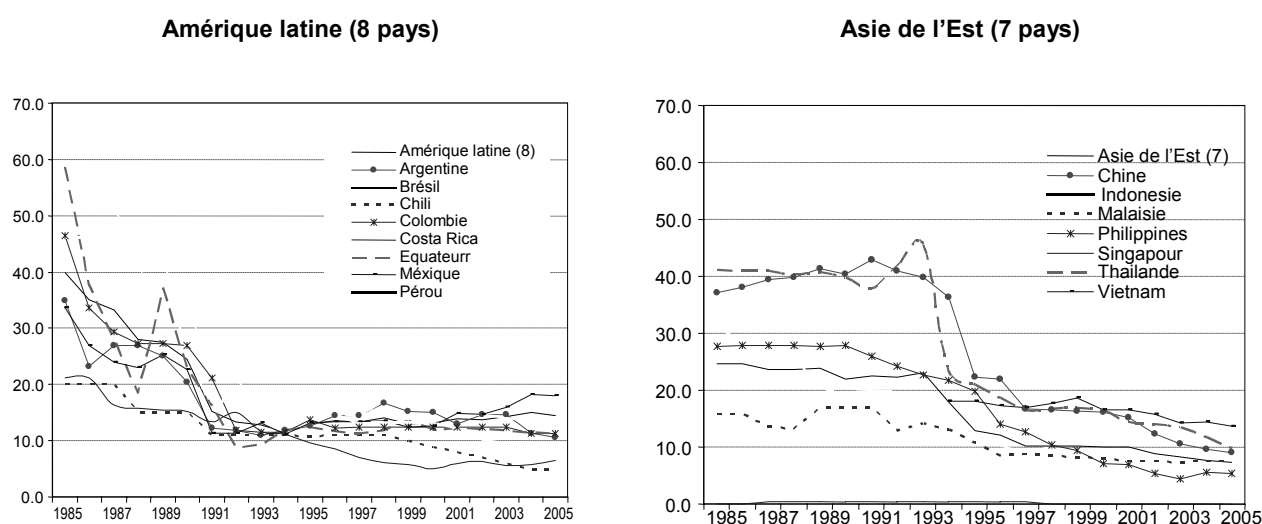 Amérique latine (8 pays)
70.0
60.0
50.0
40.0
30.0
20.0
10.0
0.0
1985 1987 1989 1991 1993 1995 1997 1999 2001 2003 2005
Amérique latine (8)
Argentine
Brésil
Chili
Colombie
Costa Rica
Equateurr
Méxique
Pérou
Asie de l’Est (7 pays)
70.0
60.0
50.0
40.0
30.0
20.0
10.0
0.0
1985 1987 1989 1991 1993 1995 1997 1999 2001 2003 2005
Asie de l’Est (7)
Chine
Indonesie
Malaisie
Philippines
Singapour
Thailande
Vietnam